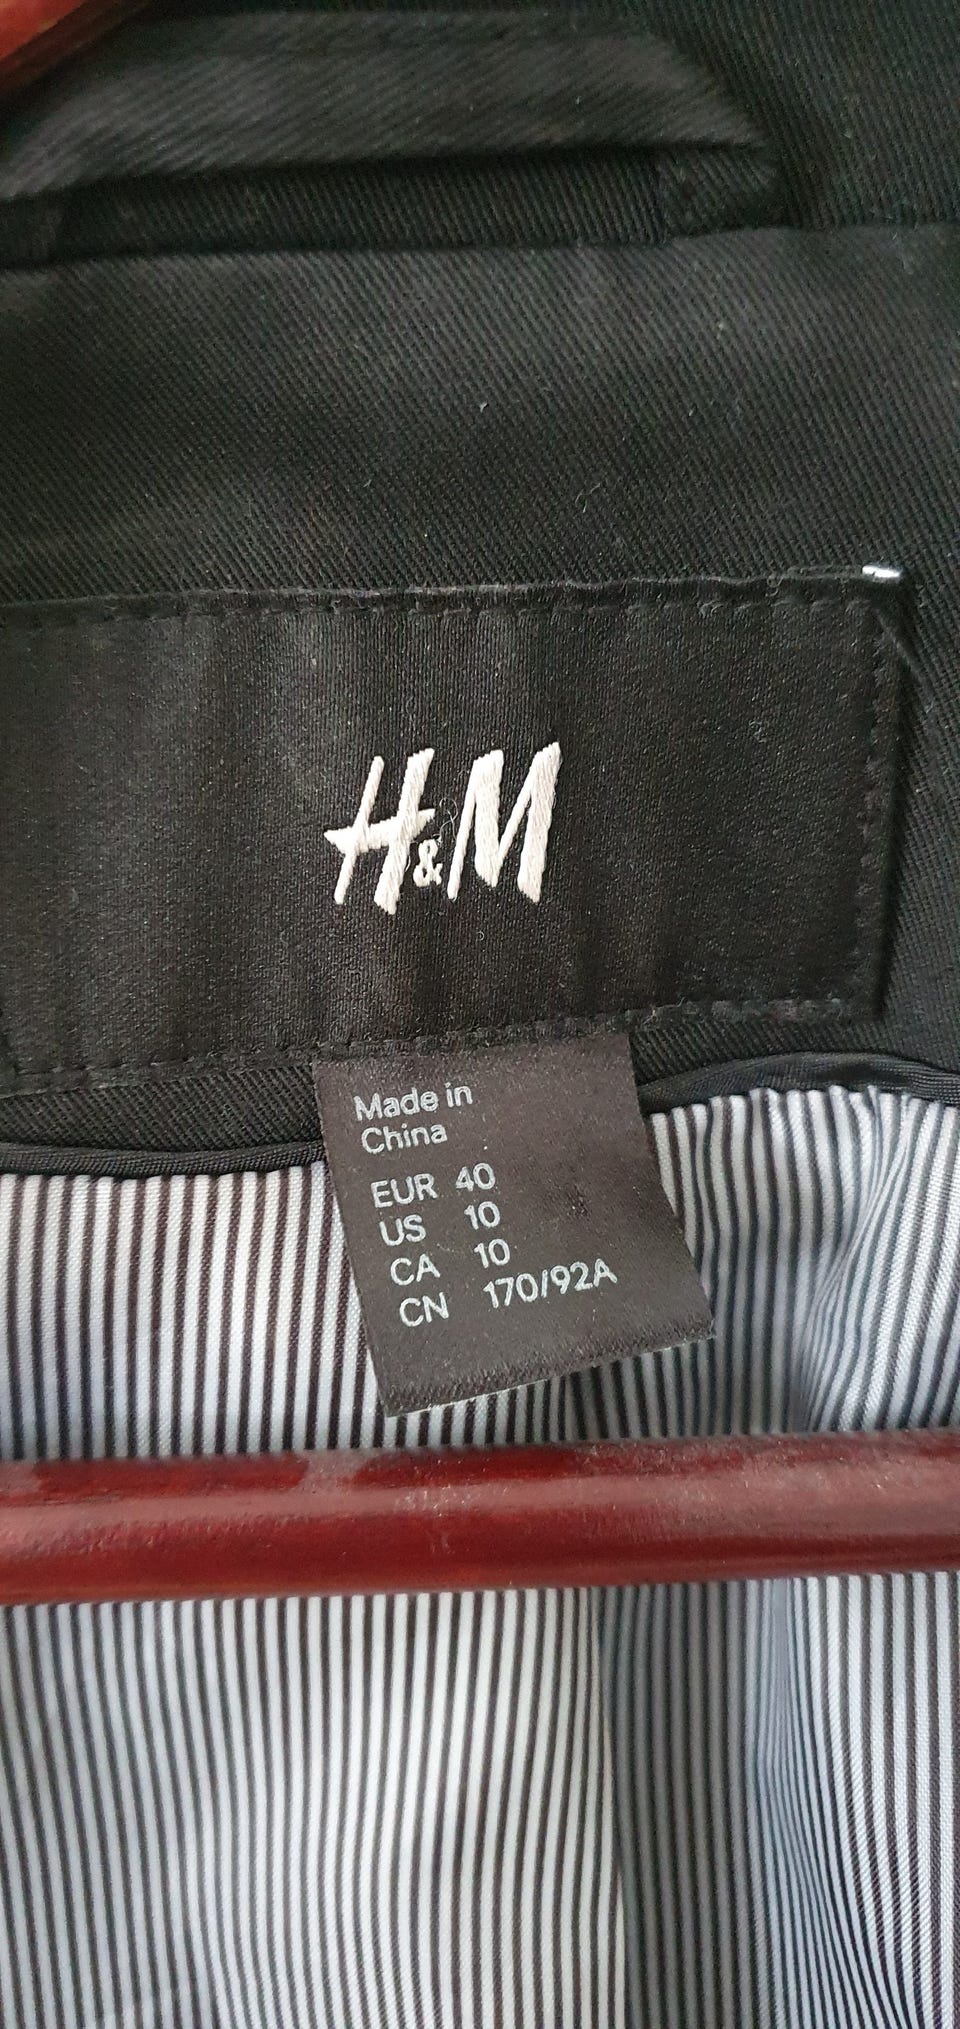 H&M
Made in
China
EUR 40
US 10
CA 10
CN 170/92A